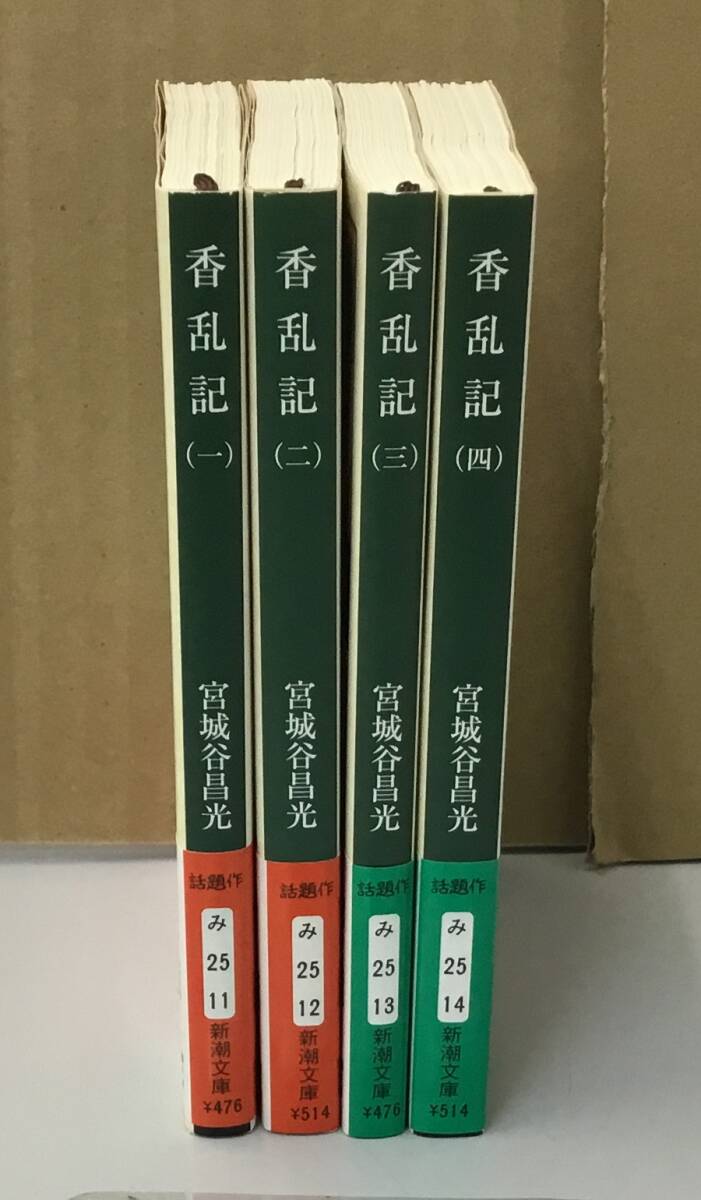 香乱記
(一)
宮城谷昌光
話題作
み
25
11
新潮文庫
¥476
香乱記
(二)
宮城谷昌光
話題作
み
25
12
新潮文庫
¥514
香乱記
(三)
宮城谷昌光
話題作
み
25
13
新潮文庫
¥476
香乱記
(四)
宮城谷昌光
話題作
み
25
14
新潮文庫
¥514